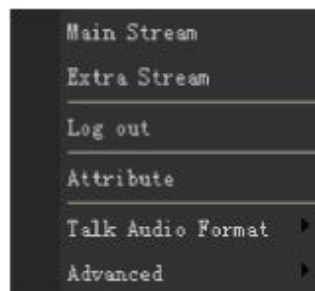 Main Stream
Extra Stream
Log out
Attribute
Talk Audio Format
Advanced